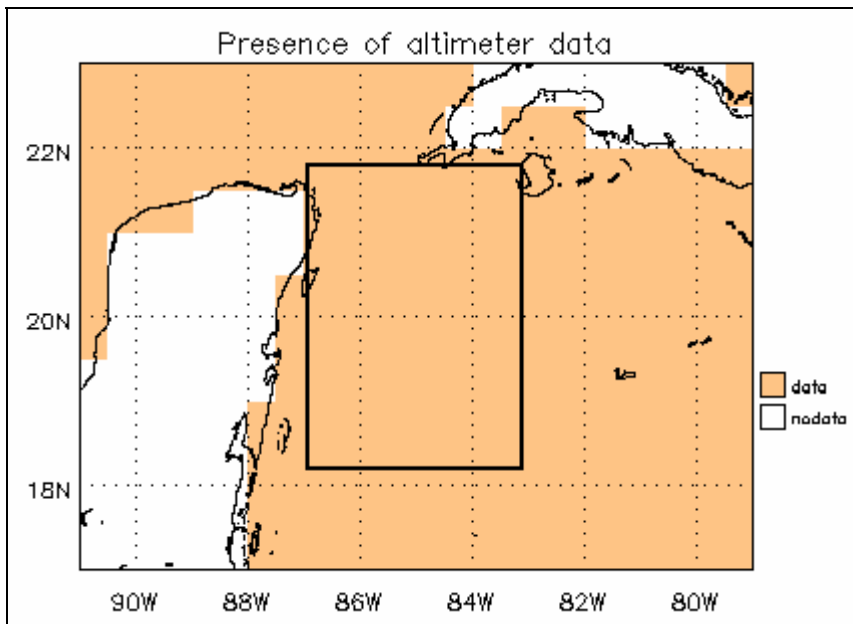 Presence of altimeter data
22N
20N
18N
90W 88W 86W 84W 82W 80W
data
nodata